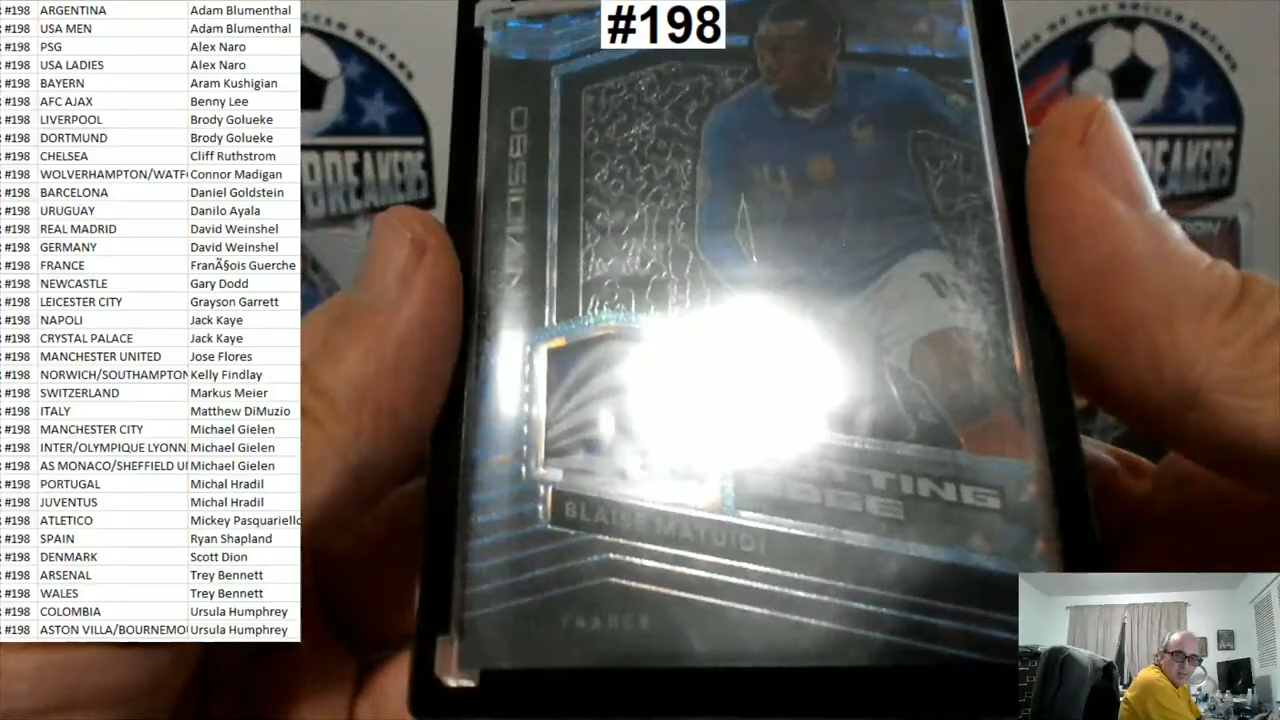 #198 ARGENTINA Adam Blumenthal
#198 USA MEN Adam Blumenthal
#198 PSG Alex Naro
#198 USA LADIES Alex Naro
#198 BAYERN Aram Kushigian
#198 AFC AJAX Benny Lee
#198 LIVERPOOL Brody Golueke
#198 DORTMUND Brody Golueke
#198 CHELSEA Cliff Ruthstrom
#198 WOLVERHAMPTON/WATF Connor Madigan
#198 BARCELONA Daniel Goldstein
#198 URUGUAY Danilo Ayala
#198 REAL MADRID David Weinshel
#198 GERMANY David Weinshel
#198 FRANCE FranÃ§ois Guerche
#198 NEWCASTLE Gary Dodd
#198 LEICESTER CITY Grayson Garrett
#198 NAPOLI Jack Kaye
#198 CRYSTAL PALACE Jack Kaye
#198 MANCHESTER UNITED Jose Flores
#198 NORWICH/SOUTHAMPTON Kelly Findlay
#198 SWITZERLAND Markus Meier
#198 ITALY Matthew DiMuzio
#198 MANCHESTER CITY Michael Gielen
#198 INTER/OLYMPIQUE LYONN Michael Gielen
#198 AS MONACO/SHEFFIELD U Michael Gielen
#198 PORTUGAL Michal Hradil
#198 JUVENTUS Michal Hradil
#198 ATLETICO Mickey Pasquariello
#198 SPAIN Ryan Shapland
#198 DENMARK Scott Dion
#198 ARSENAL Trey Bennett
#198 WALES Trey Bennett
#198 COLOMBIA Ursula Humphrey
#198 ASTON VILLA/BOURNEMO Ursula Humphrey
#198
BREAKERS
OBSIDIAN
14
BLAISE MATUIDI
FRANCE